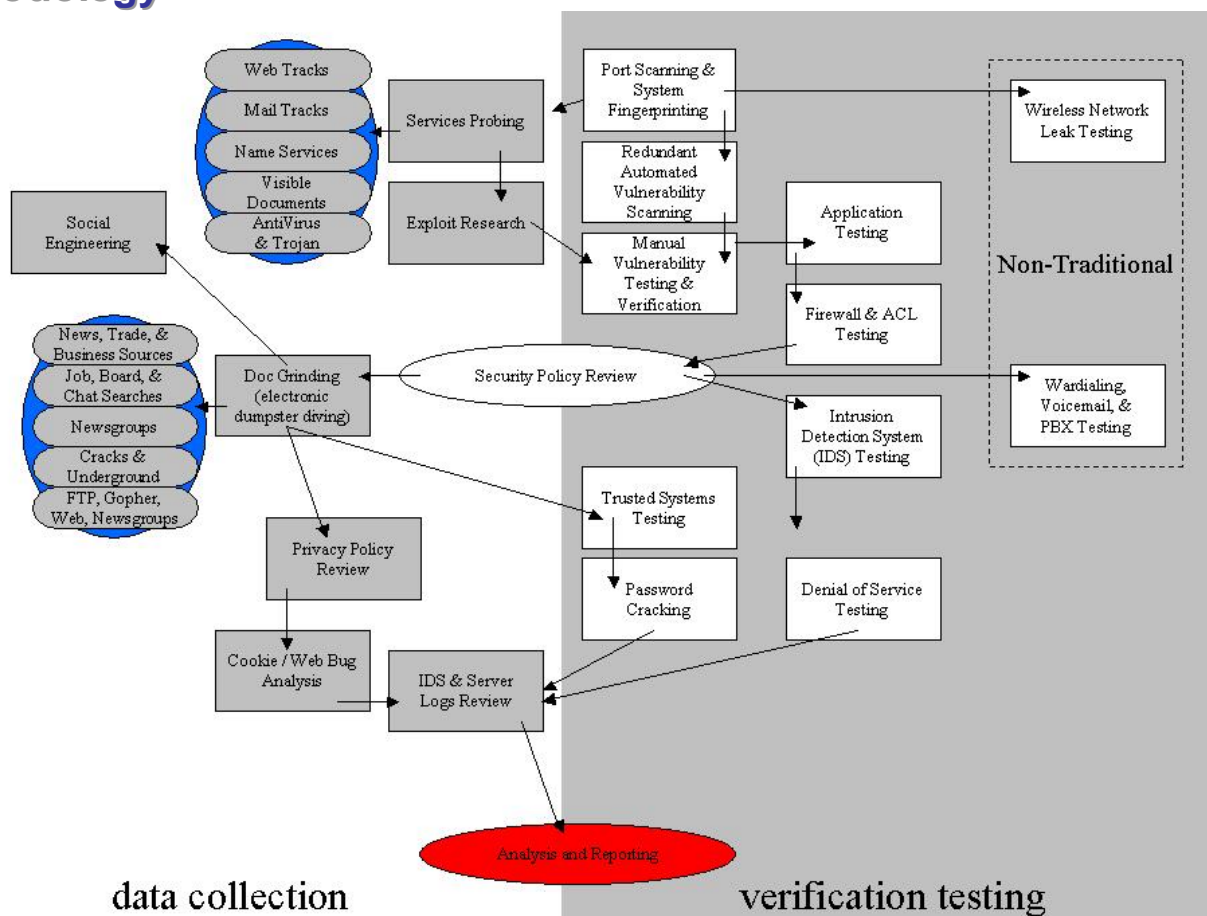 Web Tracks
Mail Tracks
Name Services
Visible
Documents
AntiVirus
& Trojan
Services Probing
Exploit Research
Port Scanning &
System
Fingerprinting
Redundant
Automated
Vulnerability
Scanning
Manual
Vulnerability
Testing &
Verification
Application
Testing
Firewall & ACL
Testing
Wireless Network
Leak Testing
Non-Traditional
Wardialing,
Voicemail, &
PBX Testing
Social
Engineering
News, Trade, &
Business Sources
Job, Board, &
Chat Searches
Newsgroups
Cracks &
Underground
FTP, Gopher,
Web, Newsgroups
Doc Grinding
(electronic
dumpster diving)
Security Policy Review
Intrusion
Detection System
(IDS) Testing
Trusted Systems
Testing
Privacy Policy
Review
Password
Cracking
Denial of Service
Testing
Cookie / Web Bug
Analysis
IDS & Server
Logs Review
Analysis and Reporting
data collection
verification testing